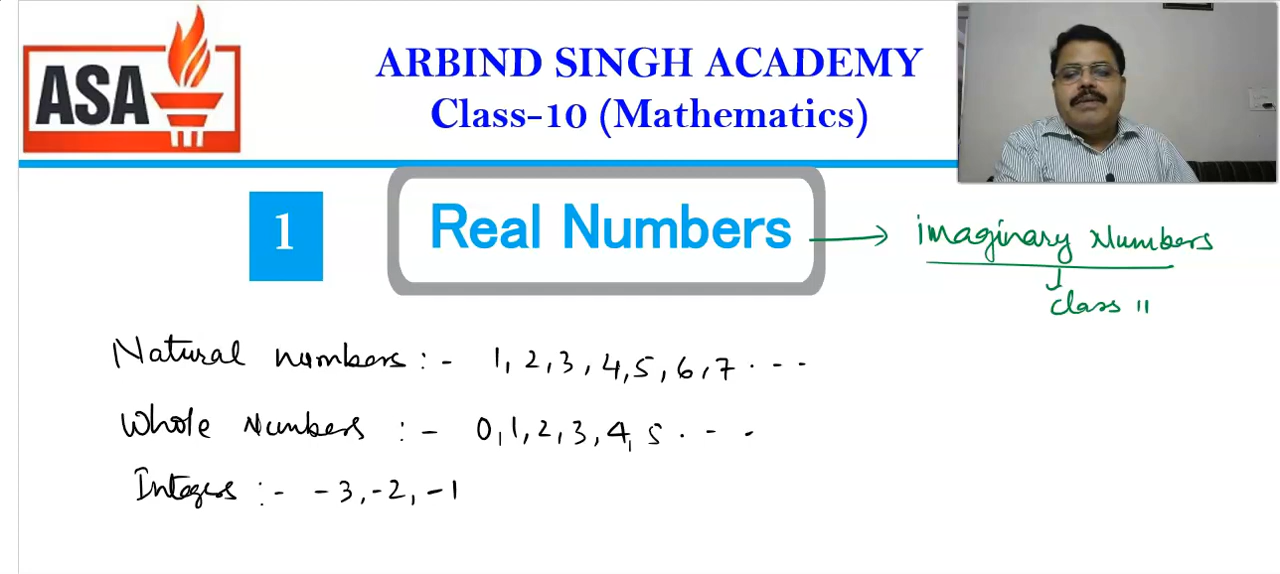 ASA
ARBIND SINGH ACADEMY
Class-10 (Mathematics)
1
Real Numbers
imaginary Numbers
class 11
Natural numbers :- 1, 2, 3, 4, 5, 6, 7 . - -
Whole Numbers :- 0, 1, 2, 3, 4, 5 . - -
Integers :- -3, -2, -1